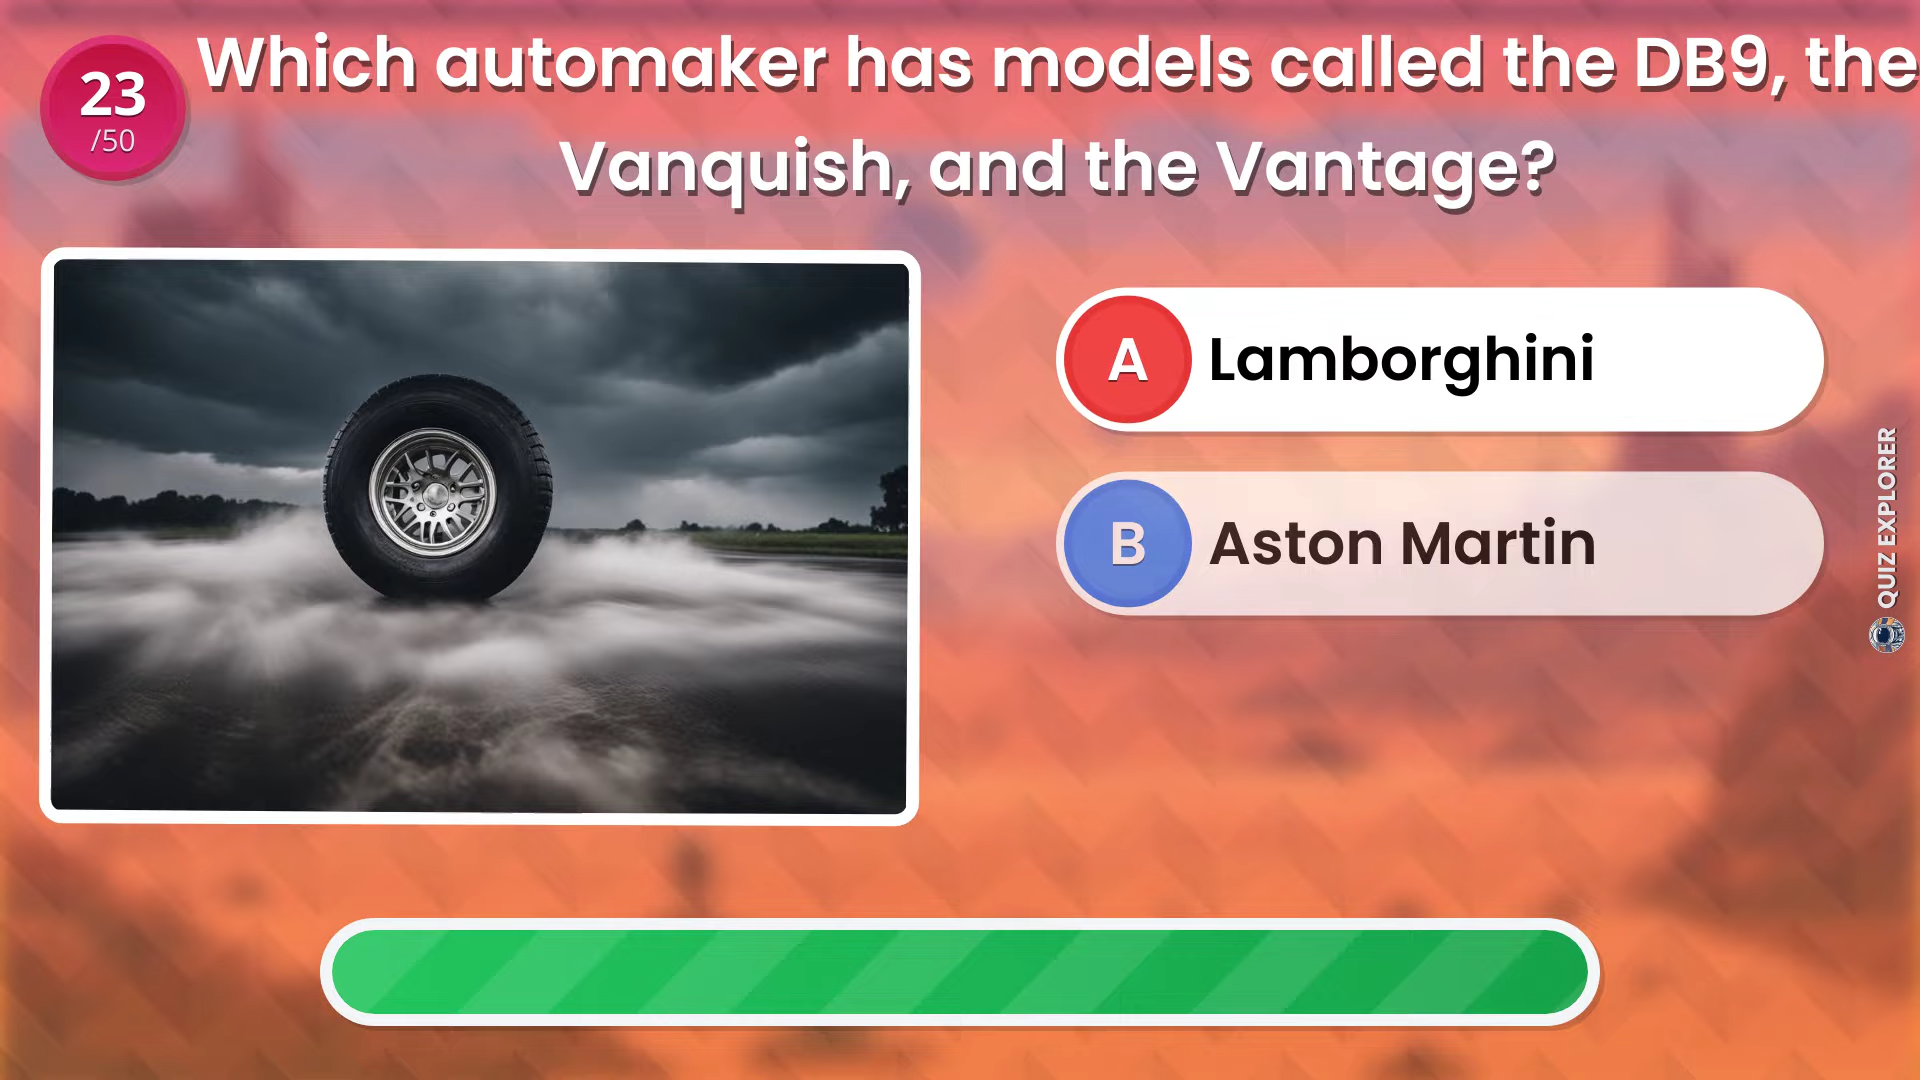 23
/50
Which automaker has models called the DB9, the
Vanquish, and the Vantage?
A Lamborghini
B Aston Martin
QUIZ EXPLORER